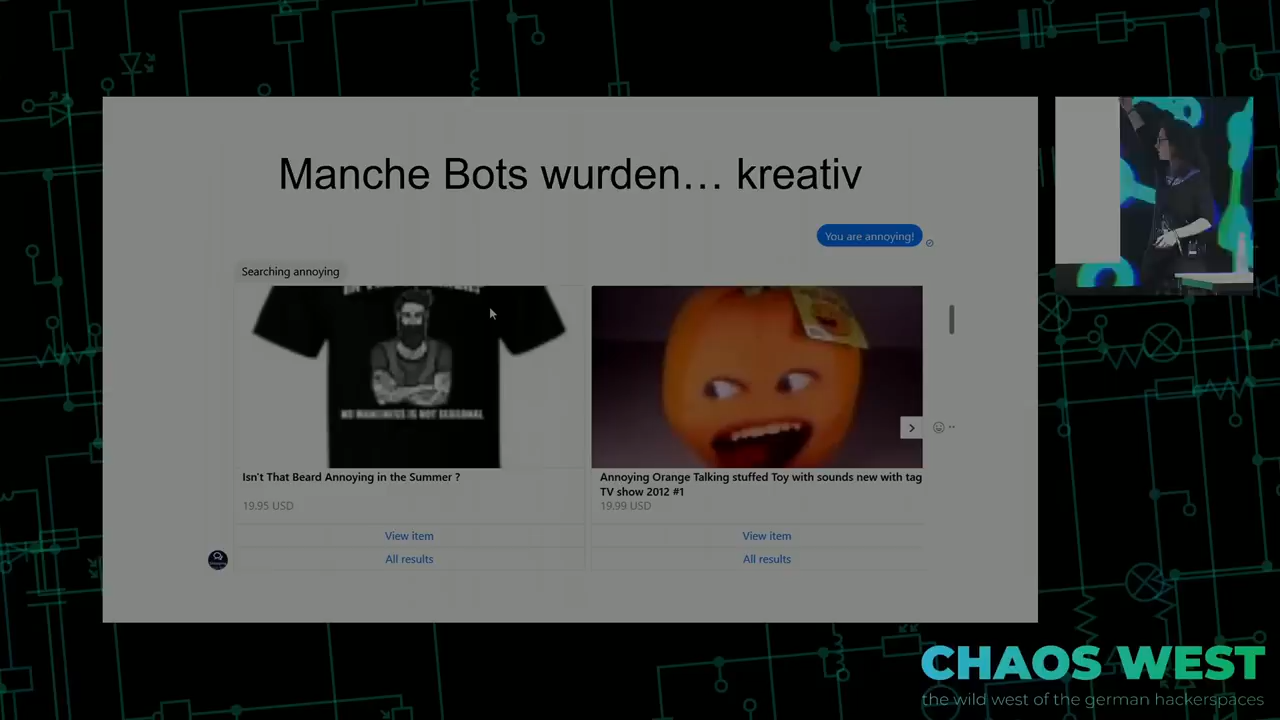 Manche Bots wurden… kreativ
You are annoying!
Searching annoying
Isn't That Beard Annoying in the Summer ?
19.95 USD
View item
All results
Annoying Orange Talking stuffed Toy with sounds new with tag
TV show 2012 #1
19.99 USD
View item
All results
CHAOS WEST
the wild west of the german hackerspaces